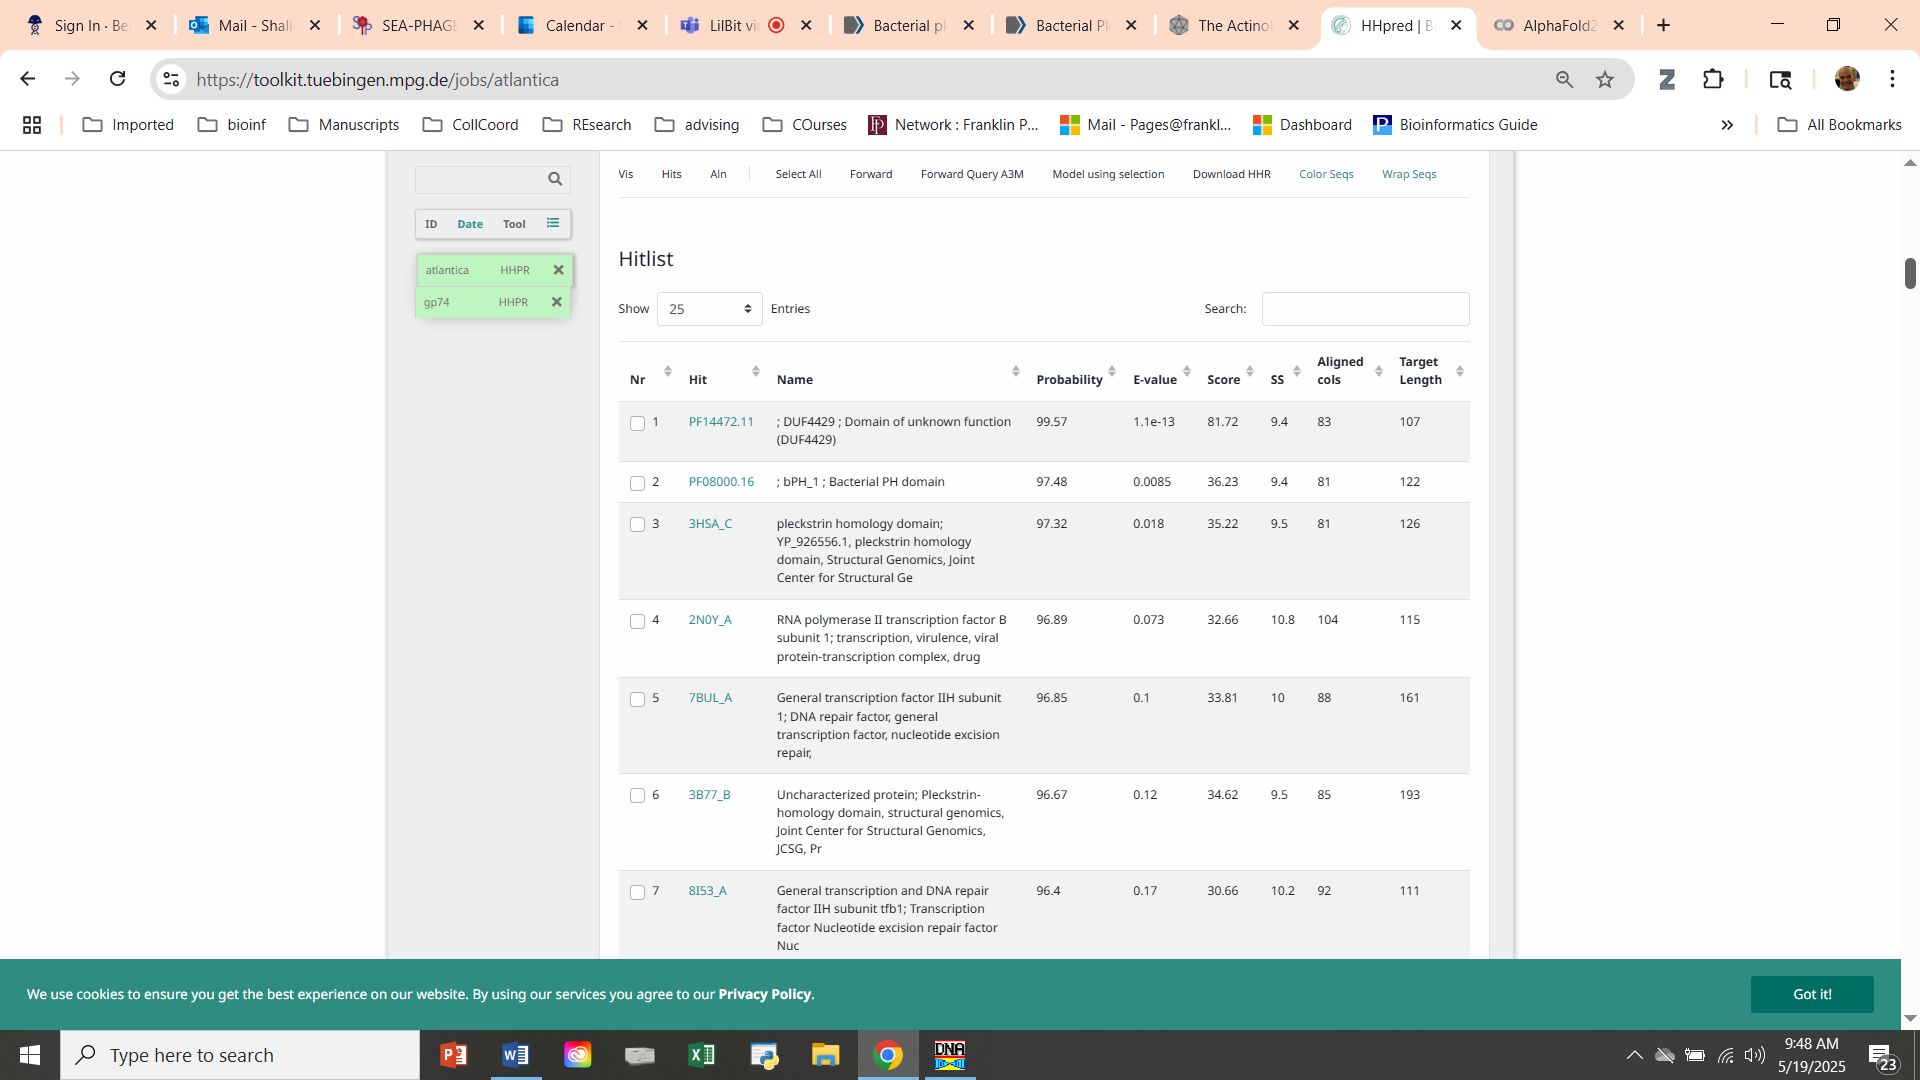 Sign In · Be
Mail - Shall
SEA-PHAGE
Calendar -
LilBit vi
Bacterial pl
Bacterial Pl
The Actino
HHpred | B
AlphaFold2
https://toolkit.tuebingen.mpg.de/jobs/atlantica
Imported
bioinf
Manuscripts
CollCoord
REsearch
advising
COurses
Network : Franklin P...
Mail - Pages@frankl...
Dashboard
Bioinformatics Guide
All Bookmarks
Vis Hits Aln Select All Forward Forward Query A3M Model using selection Download HHR Color Seqs Wrap Seqs
ID Date Tool
atlantica HHPR
gp74 HHPR
Hitlist
Show 25 Entries Search:
Nr Hit Name Probability E-value Score SS Aligned cols Target Length
1 PF14472.11 ; DUF4429 ; Domain of unknown function 99.57 1.1e-13 81.72 9.4 83 107
(DUF4429)
2 PF08000.16 ; bPH_1 ; Bacterial PH domain 97.48 0.0085 36.23 9.4 81 122
3 3HSA_C pleckstrin homology domain; 97.32 0.018 35.22 9.5 81 126
YP_926556.1, pleckstrin homology
domain, Structural Genomics, Joint
Center for Structural Ge
4 2N0Y_A RNA polymerase II transcription factor B 96.89 0.073 32.66 10.8 104 115
subunit 1; transcription, virulence, viral
protein-transcription complex, drug
5 7BUL_A General transcription factor IIH subunit 96.85 0.1 33.81 10 88 161
1; DNA repair factor, general
transcription factor, nucleotide excision
repair,
6 3B77_B Uncharacterized protein; Pleckstrin- 96.67 0.12 34.62 9.5 85 193
homology domain, structural genomics,
Joint Center for Structural Genomics,
JCSG, Pr
7 8I53_A General transcription and DNA repair 96.4 0.17 30.66 10.2 92 111
factor IIH subunit tfb1; Transcription
factor Nucleotide excision repair factor
Nuc
We use cookies to ensure you get the best experience on our website. By using our services you agree to our Privacy Policy.
Got it!
Type here to search
DNA
9:48 AM
5/19/2025
23